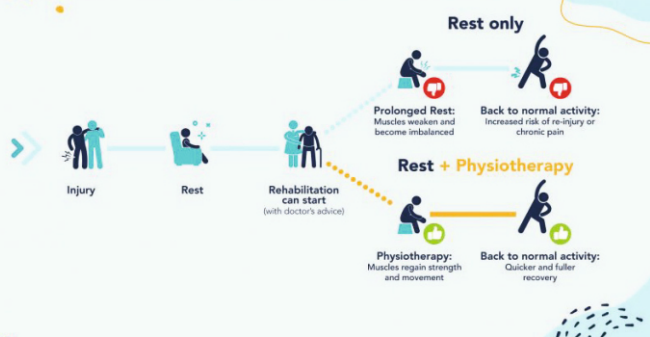 Rest only
Prolonged Rest:
Muscles weaken and
become imbalanced
Back to normal activity:
Increased risk of re-injury or
chronic pain
Injury
Rest
Rehabilitation
can start
(with doctor's advice)
Rest + Physiotherapy
Physiotherapy:
Muscles regain strength
and movement
Back to normal activity:
Quicker and fuller
recovery